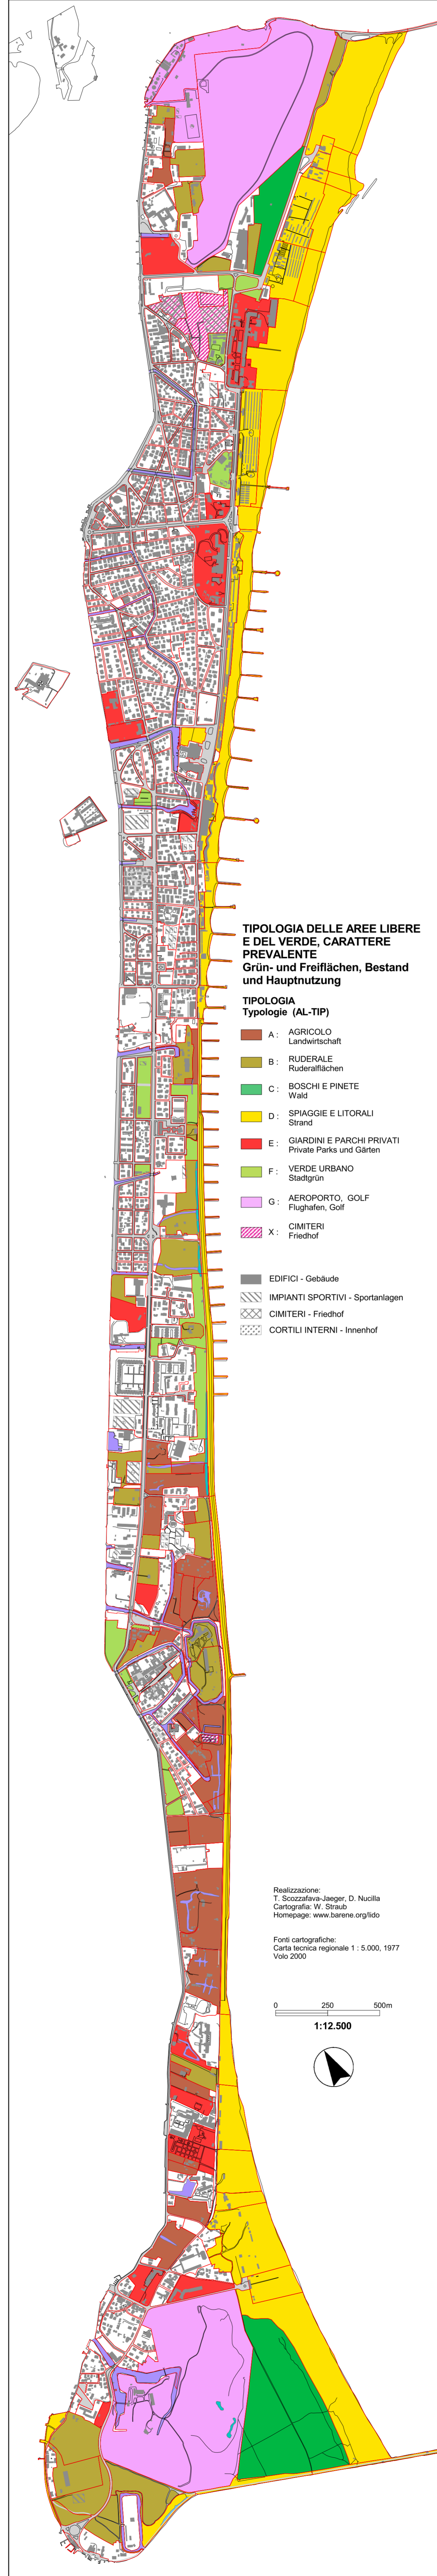 TIPOLOGIA DELLE AREE LIBERE
E DEL VERDE, CARATTERE
PREVALENTE
Grün- und Freiflächen, Bestand
und Hauptnutzung
TIPOLOGIA
Typologie (AL-TIP)
A : AGRICOLO
Landwirtschaft
B : RUDERALE
Ruderalflächen
C : BOSCHI E PINETE
Wald
D : SPIAGGIE E LITORALI
Strand
E : GIARDINI E PARCHI PRIVATI
Private Parks und Gärten
F : VERDE URBANO
Stadtgrün
G : AEROPORTO, GOLF
Flughafen, Golf
X : CIMITERI
Friedhof
EDIFICI - Gebäude
IMPIANTI SPORTIVI - Sportanlagen
CIMITERI - Friedhof
CORTILI INTERNI - Innenhof
Realizzazione:
T. Scozzafava-Jaeger, D. Nucilla
Cartografia: W. Straub
Homepage: www.barene.org/lido
Fonti cartografiche:
Carta tecnica regionale 1 : 5.000, 1977
Volo 2000
0 250 500m
1:12.500